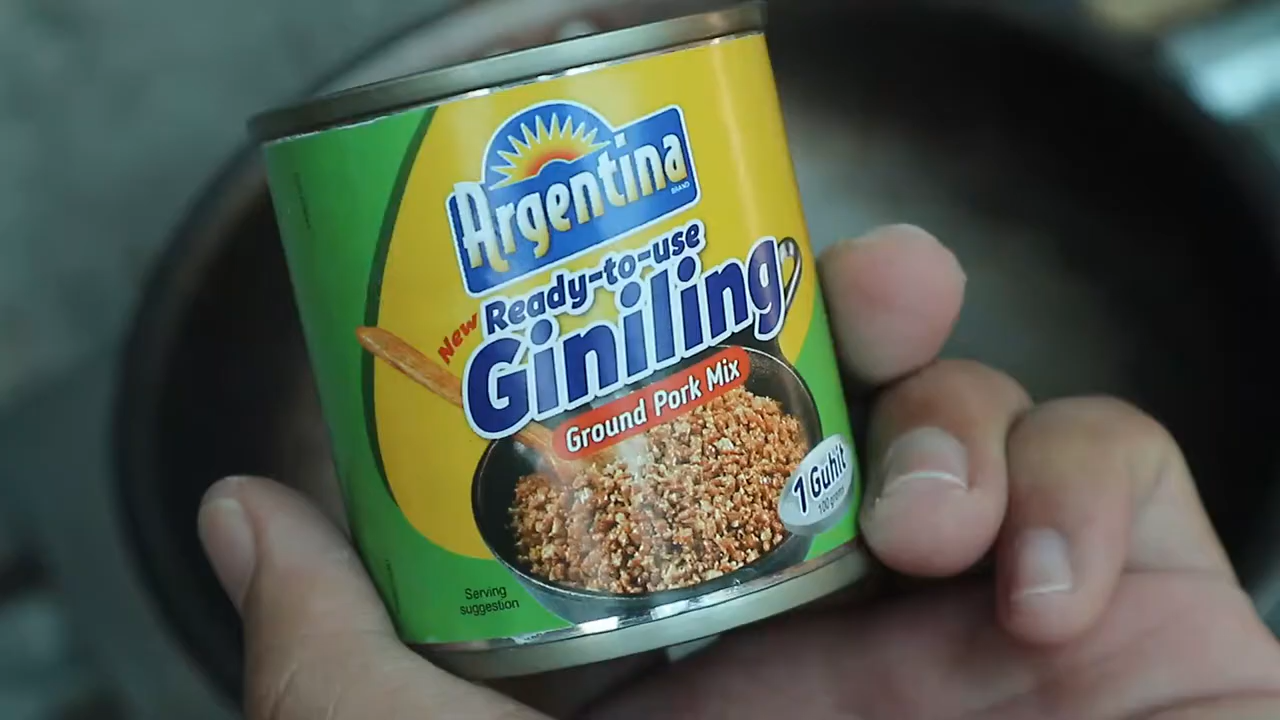 Argentina
BRAND
New Ready-to-use
Giniling
Ground Pork Mix
1 Guhit
100 grams
Serving
suggestion